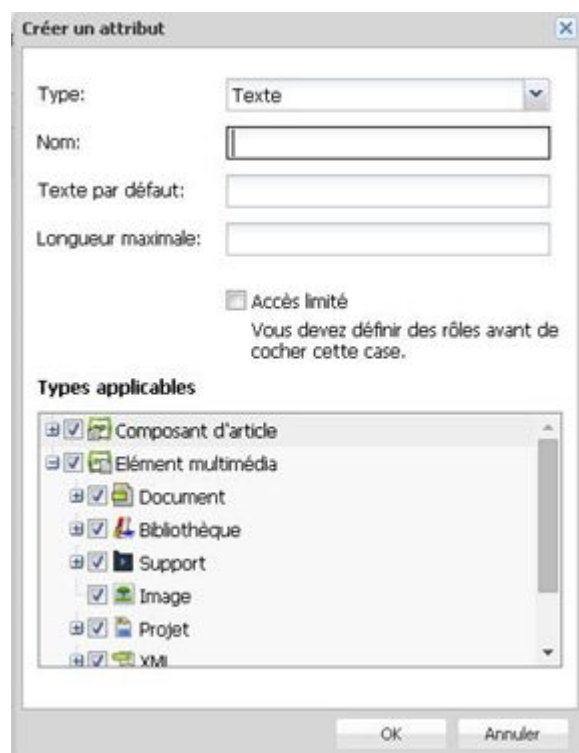 Créer un attribut
Type:
Texte
Nom:
Texte par défaut:
Longueur maximale:
Accès limité
Vous devez définir des rôles avant de
cocher cette case.
Types applicables
Composant d'article
Elément multimédia
Document
Bibliothèque
Support
Image
Projet
XML
OK
Annuler